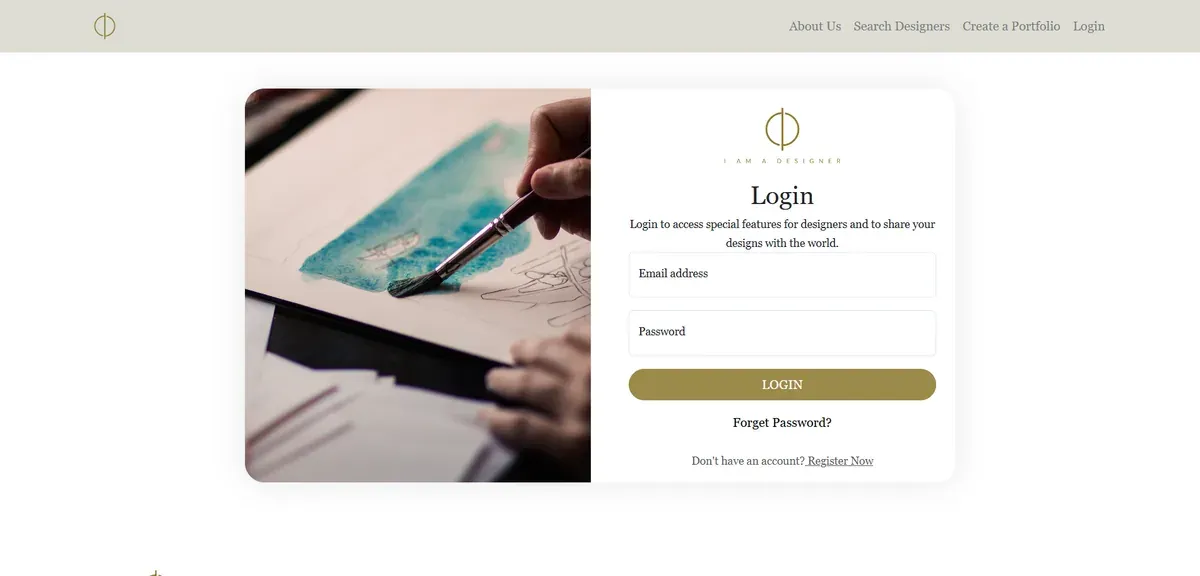 About Us Search Designers Create a Portfolio Login
I AM A DESIGNER
Login
Login to access special features for designers and to share your
designs with the world.
Email address
Password
LOGIN
Forget Password?
Don't have an account? Register Now